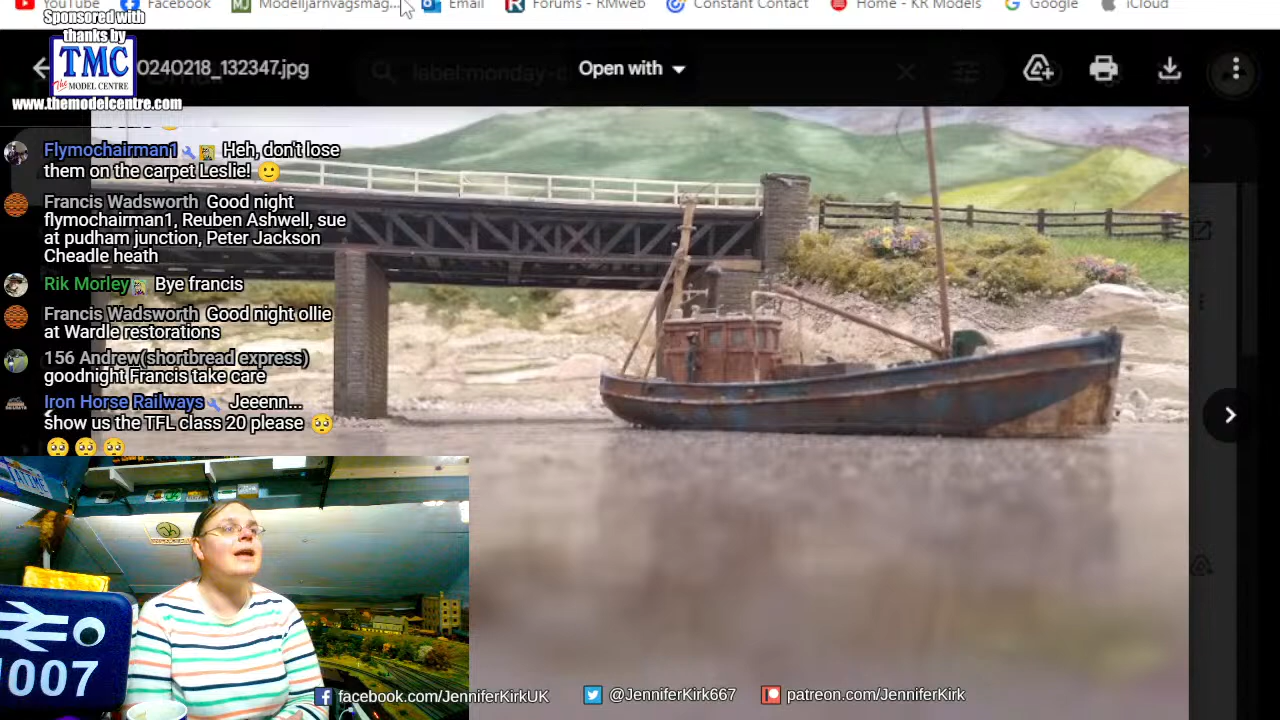 YouTube
Facebook
MJ Modelljärnvägsmag...
Email
Forums - RMweb
Constant Contact
Home - KR Models
Google
iCloud
Sponsored with
thanks by
TMC
The MODEL CENTRE
www.themodelcentre.com
0240218_132347.jpg
label:monday-
Open with
Flymochairman1 Heh, don't lose
them on the carpet Leslie!
Francis Wadsworth Good night
flymochairman1, Reuben Ashwell, sue
at pudham junction, Peter Jackson
Cheadle heath
Rik Morley Bye francis
Francis Wadsworth Good night ollie
at Wardle restorations
156 Andrew(shortbread express)
goodnight Francis take care
Iron Horse Railways Jeeenn...
show us the TFL class 20 please
007
facebook.com/JenniferKirkUK
@JenniferKirk667
patreon.com/JenniferKirk